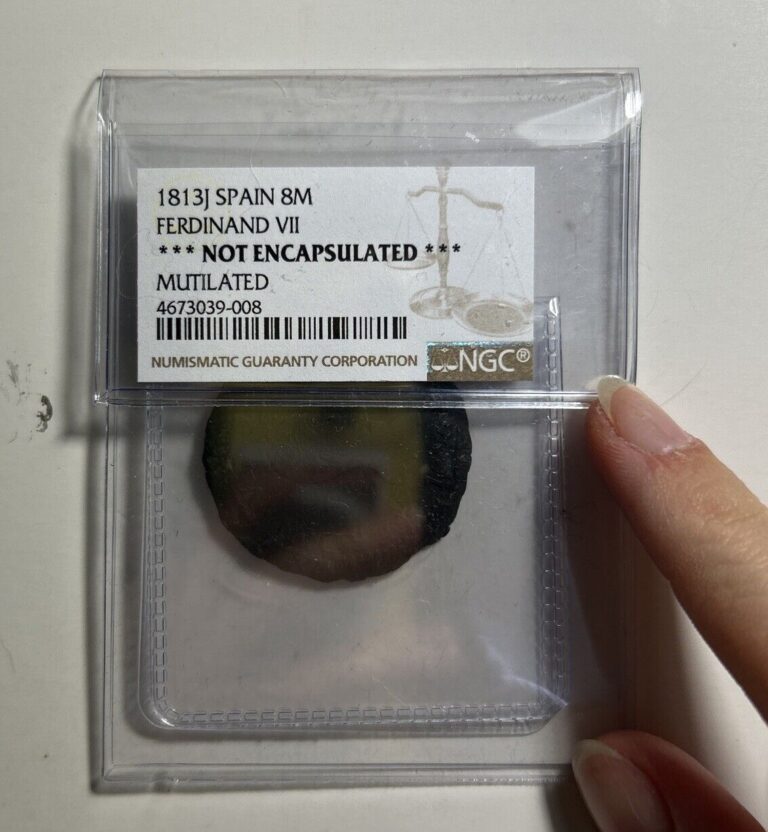 1813J SPAIN 8M
FERDINAND VII
*** NOT ENCAPSULATED ***
MUTILATED
4673039-008
NUMISMATIC GUARANTY CORPORATION NGC®